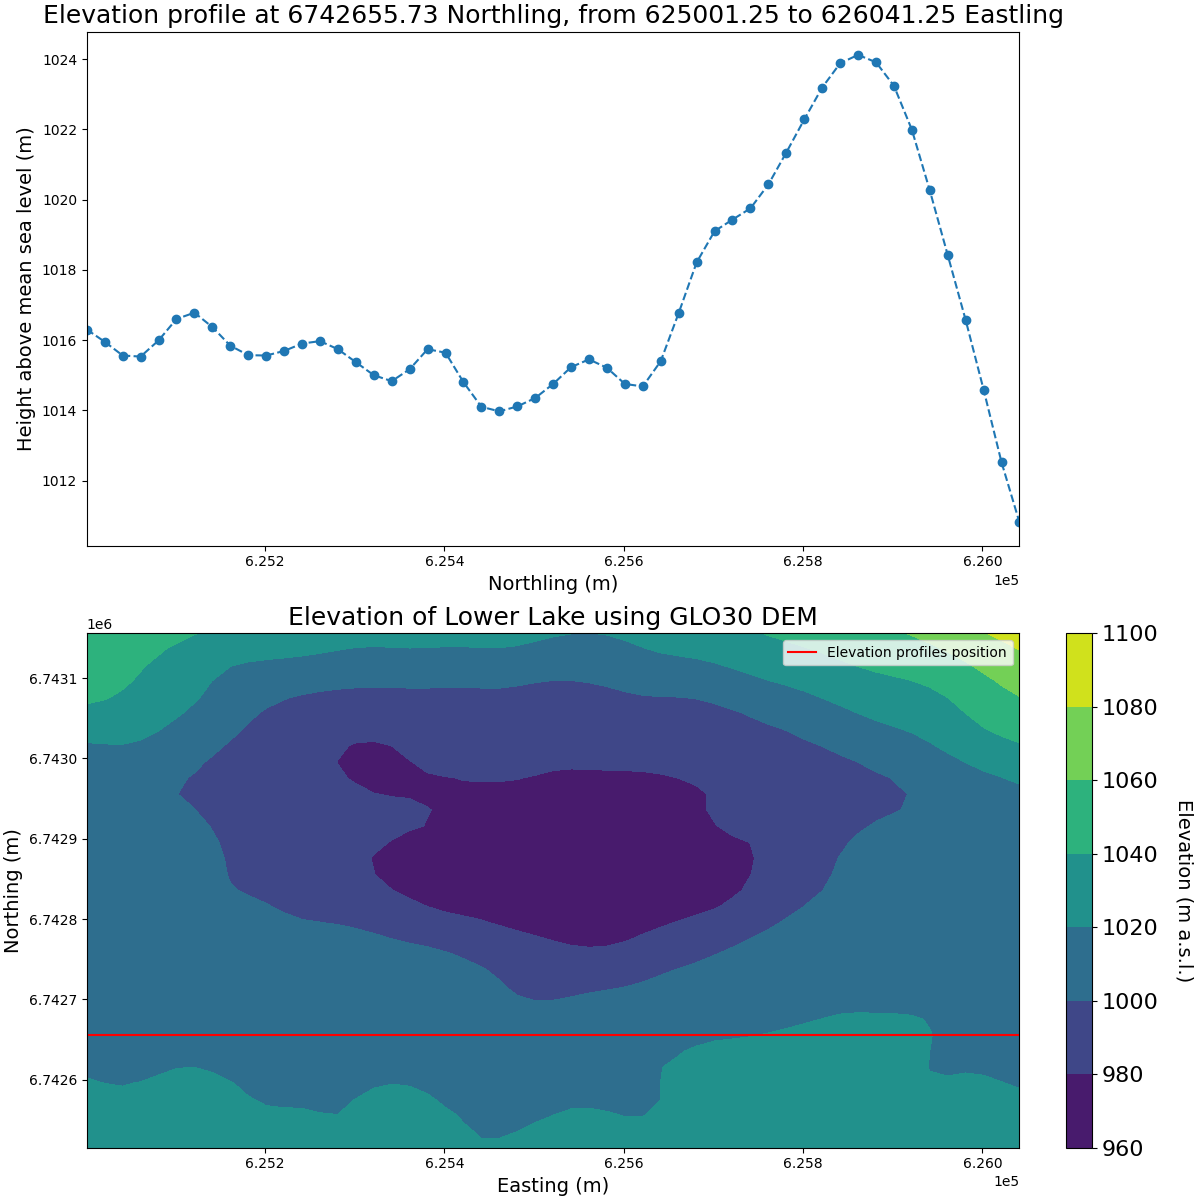 Elevation profile at 6742655.73 Northling, from 625001.25 to 626041.25 Eastling
Height above mean sea level (m)
1024
1022
1020
1018
1016
1014
1012
6.252 6.254 6.256 6.258 6.260
1e5
Northling (m)
Elevation of Lower Lake using GLO30 DEM
1e6
Elevation profiles position
Northing (m)
6.7431
6.7430
6.7429
6.7428
6.7427
6.7426
6.252 6.254 6.256 6.258 6.260
1e5
Easting (m)
1100
1080
1060
1040
1020
1000
980
960
Elevation (m a.s.l.)